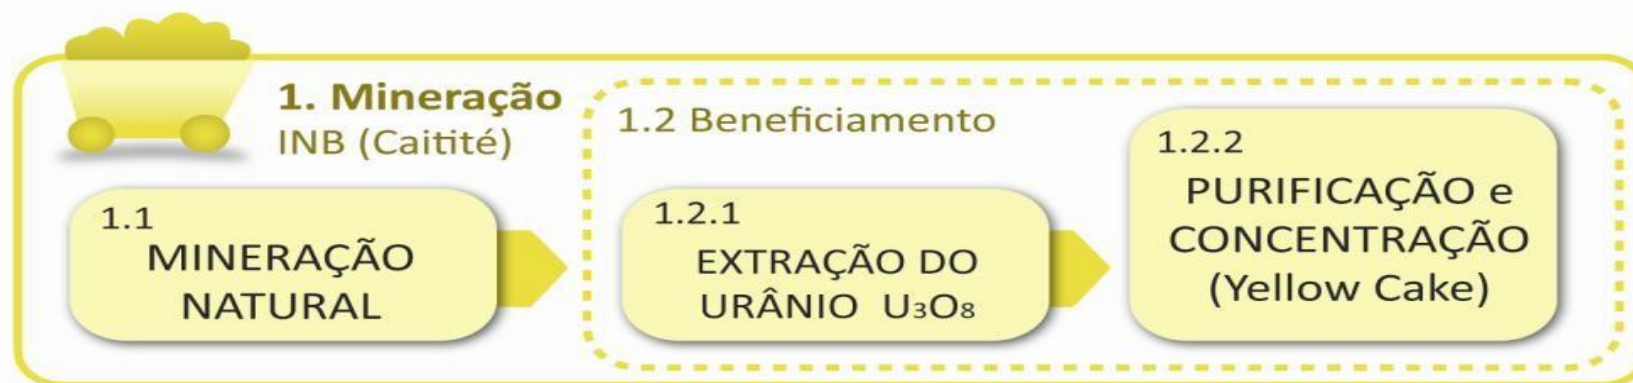 1. Mineração
INB (Caitité)
1.1
MINERAÇÃO
NATURAL
1.2 Beneficiamento
1.2.1
EXTRAÇÃO DO
URÂNIO U₃O₈
1.2.2
PURIFICAÇÃO e
CONCENTRAÇÃO
(Yellow Cake)